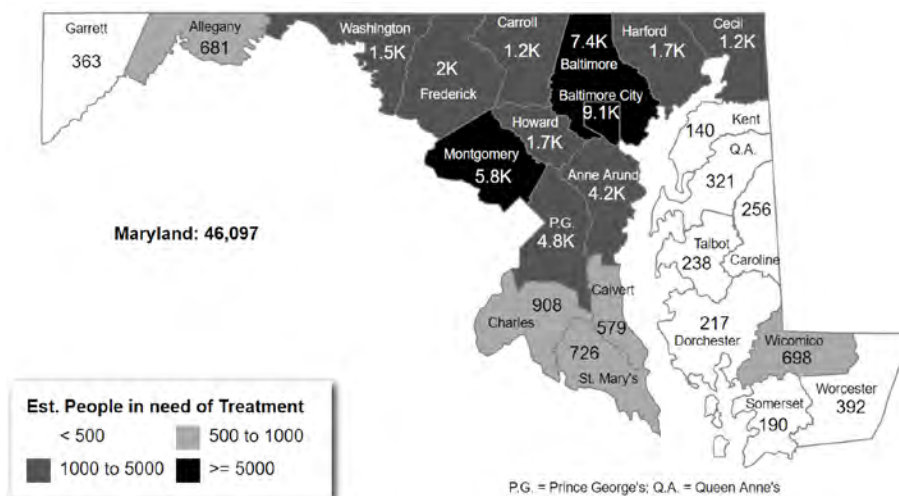 Garrett
363
Allegany
681
Washington
1.5K
2K
Frederick
Carroll
1.2K
7.4K
Baltimore
Harford
1.7K
Cecil
1.2K
Baltimore City
9.1K
Howard
1.7K
Montgomery
5.8K
Anne Arund
4.2K
P.G.
4.8K
Kent
140
Q.A.
321
256
Caroline
Talbot
238
Maryland: 46,097
908
Charles
Calvert
579
726
St. Mary's
217
Dorchester
Wicomico
698
Worcester
392
Somerset
190
Est. People in need of Treatment
< 500
500 to 1000
1000 to 5000
>= 5000
P.G. = Prince George's; Q.A. = Queen Anne's